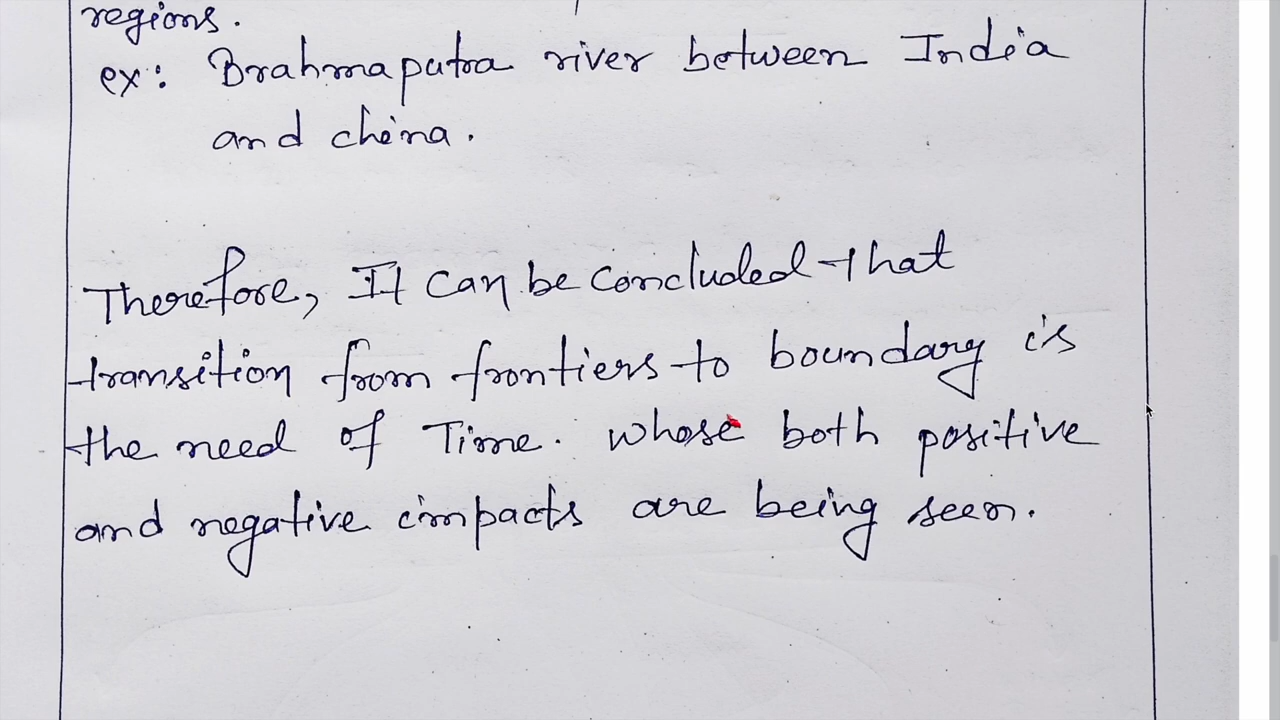 regions.
ex: Brahmaputra river between India
and china.
Therefore, It can be concluded that
transition from frontiers to boundary is
the need of Time. whose both positive
and negative impacts are being seen.